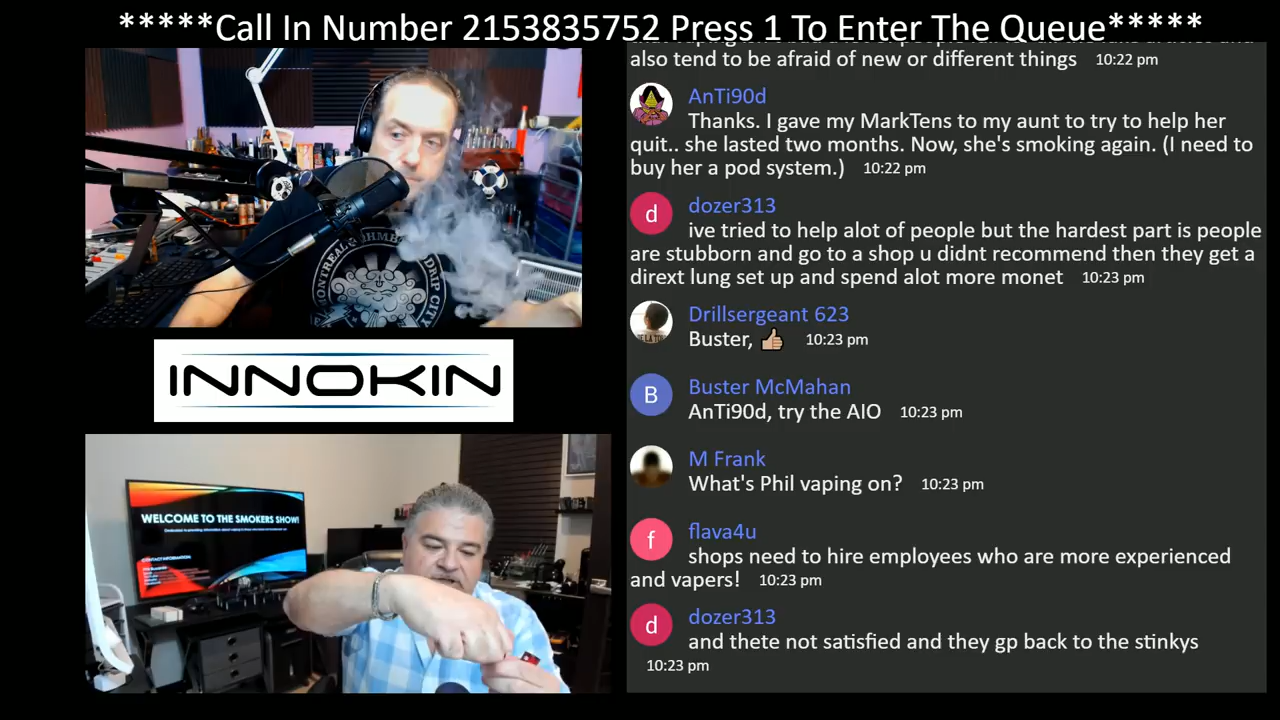 *****Call In Number 2153835752 Press 1 To Enter The Queue*****
also tend to be afraid of new or different things 10:22 pm
AnTi90d
Thanks. I gave my MarkTens to my aunt to try to help her
quit.. she lasted two months. Now, she's smoking again. (I need to
buy her a pod system.) 10:22 pm
d dozer313
ive tried to help alot of people but the hardest part is people
are stubborn and go to a shop u didnt recommend then they get a
dirext lung set up and spend alot more monet 10:23 pm
Drillsergeant 623
Buster, 👍🏼 10:23 pm
B Buster McMahan
AnTi90d, try the AIO 10:23 pm
M Frank
What's Phil vaping on? 10:23 pm
f flava4u
shops need to hire employees who are more experienced
and vapers! 10:23 pm
d dozer313
and thete not satisfied and they gp back to the stinkys
10:23 pm
MONTREAL
DRIP CITY
INNOKIN
WELCOME TO THE SMOKERS SHOW!
CONTACT INFORMATION